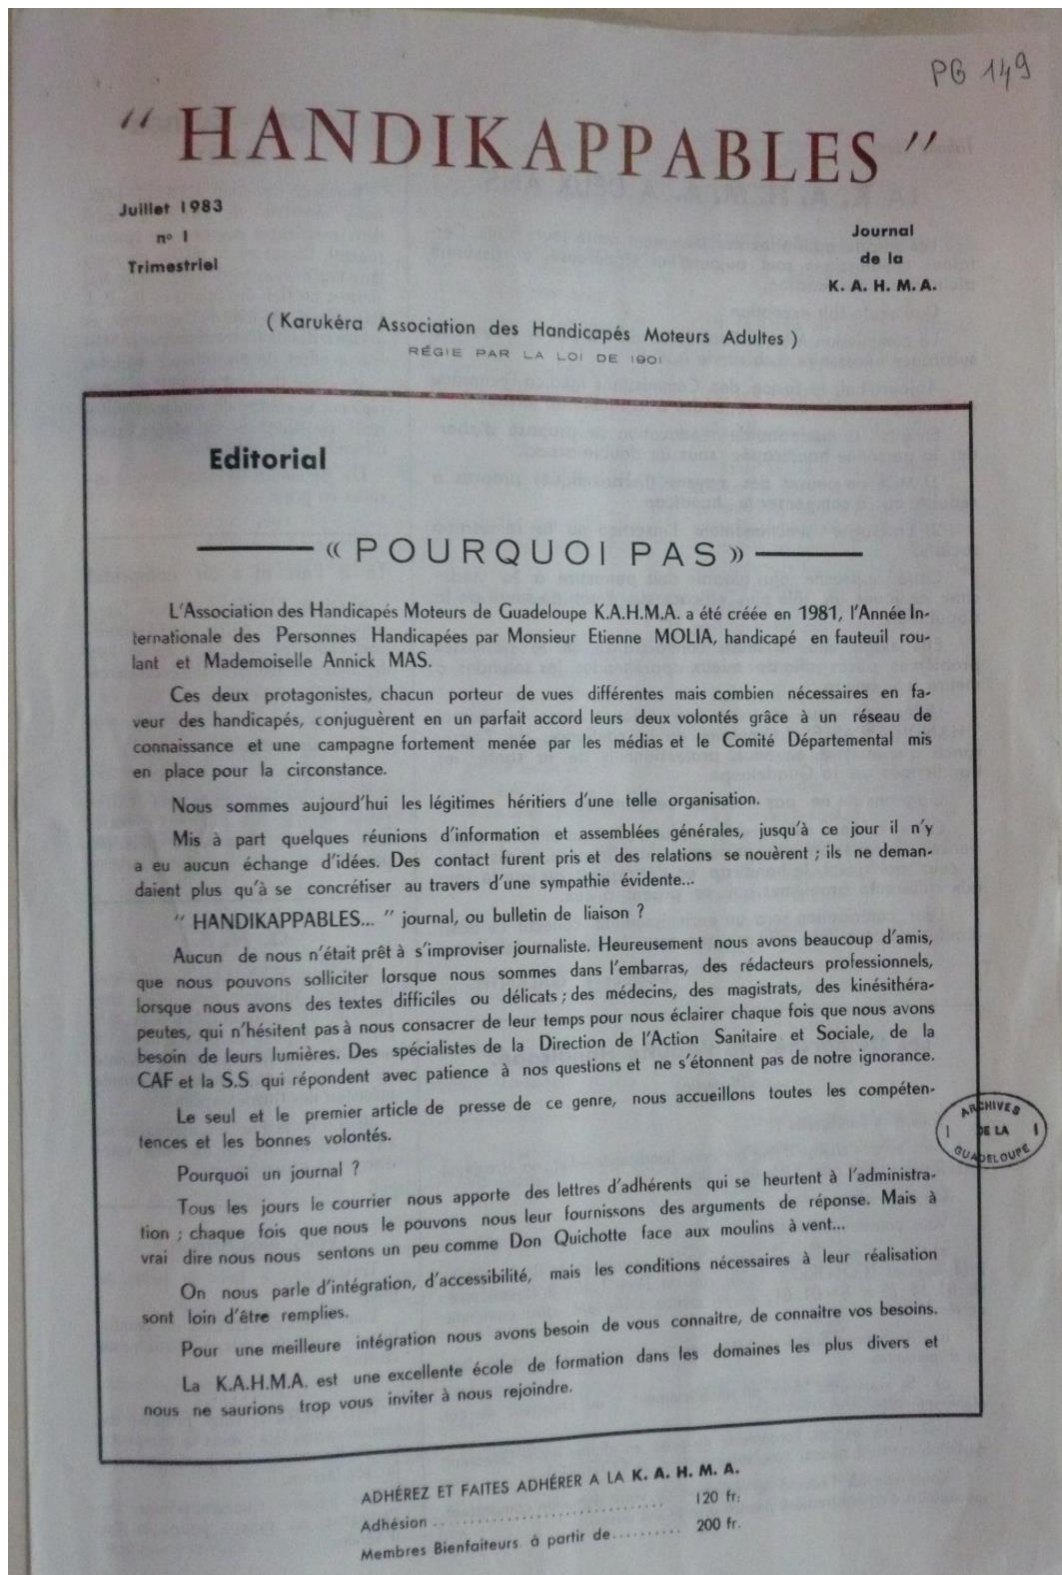 PG 149
" HANDIKAPPABLES "
Juillet 1983
n° 1
Trimestriel
Journal
de la
K. A. H. M. A.
( Karukéra Association des Handicapés Moteurs Adultes )
RÉGIE PAR LA LOI DE 1901
Editorial
« POURQUOI PAS »
L'Association des Handicapés Moteurs de Guadeloupe K.A.H.M.A. a été créée en 1981, l'Année In-
ternationale des Personnes Handicapées par Monsieur Etienne MOLIA, handicapé en fauteuil rou-
lant et Mademoiselle Annick MAS.
Ces deux protagonistes, chacun porteur de vues différentes mais combien nécessaires en fa-
veur des handicapés, conjuguèrent en un parfait accord leurs deux volontés grâce à un réseau de
connaissance et une campagne fortement menée par les médias et le Comité Départemental mis
en place pour la circonstance.
Nous sommes aujourd'hui les légitimes héritiers d'une telle organisation.
Mis à part quelques réunions d'information et assemblées générales, jusqu'à ce jour il n'y
a eu aucun échange d'idées. Des contact furent pris et des relations se nouèrent ; ils ne deman-
daient plus qu'à se concrétiser au travers d'une sympathie évidente...
" HANDIKAPPABLES... " journal, ou bulletin de liaison ?
Aucun de nous n'était prêt à s'improviser journaliste. Heureusement nous avons beaucoup d'amis,
que nous pouvons solliciter lorsque nous sommes dans l'embarras, des rédacteurs professionnels,
lorsque nous avons des textes difficiles ou délicats ; des médecins, des magistrats, des kinésithéra-
peutes, qui n'hésitent pas à nous consacrer de leur temps pour nous éclairer chaque fois que nous avons
besoin de leurs lumières. Des spécialistes de la Direction de l'Action Sanitaire et Sociale, de la
CAF et la S.S. qui répondent avec patience à nos questions et ne s'étonnent pas de notre ignorance.
Le seul et le premier article de presse de ce genre, nous accueillons toutes les compéten-
tences et les bonnes volontés.
Pourquoi un journal ?
Tous les jours le courrier nous apporte des lettres d'adhérents qui se heurtent à l'administra-
tion ; chaque fois que nous le pouvons nous leur fournissons des arguments de réponse. Mais à
vrai dire nous nous sentons un peu comme Don Quichotte face aux moulins à vent...
On nous parle d'intégration, d'accessibilité, mais les conditions nécessaires à leur réalisation
sont loin d'être remplies.
Pour une meilleure intégration nous avons besoin de vous connaitre, de connaitre vos besoins.
La K.A.H.M.A. est une excellente école de formation dans les domaines les plus divers et
nous ne saurions trop vous inviter à nous rejoindre.
ARCHIVES
DE LA
GUADELOUPE
ADHÉREZ ET FAITES ADHÉRER A LA K. A. H. M. A.
Adhésion .............................. 120 fr.
Membres Bienfaiteurs à partir de.......... 200 fr.